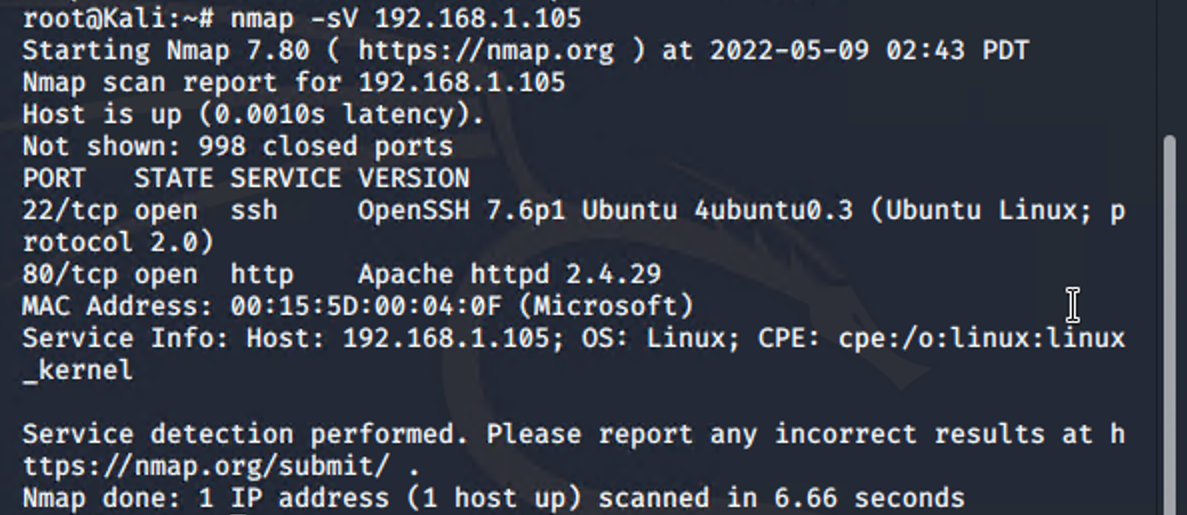 root@Kali:~# nmap -sV 192.168.1.105
Starting Nmap 7.80 ( https://nmap.org ) at 2022-05-09 02:43 PDT
Nmap scan report for 192.168.1.105
Host is up (0.0010s latency).
Not shown: 998 closed ports
PORT   STATE SERVICE VERSION
22/tcp open  ssh     OpenSSH 7.6p1 Ubuntu 4ubuntu0.3 (Ubuntu Linux; p
rotocol 2.0)
80/tcp open  http    Apache httpd 2.4.29
MAC Address: 00:15:5D:00:04:0F (Microsoft)
Service Info: Host: 192.168.1.105; OS: Linux; CPE: cpe:/o:linux:linux
_kernel

Service detection performed. Please report any incorrect results at h
ttps://nmap.org/submit/ .
Nmap done: 1 IP address (1 host up) scanned in 6.66 seconds